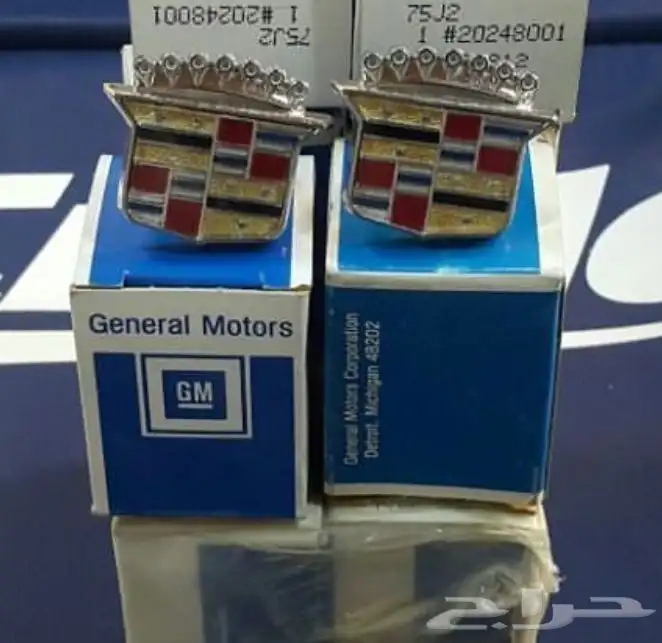 75J2
1 #20248001
75J2
1 #20248001
General Motors
GM
General Motors Corporation
Detroit, Michigan 48202
حراج